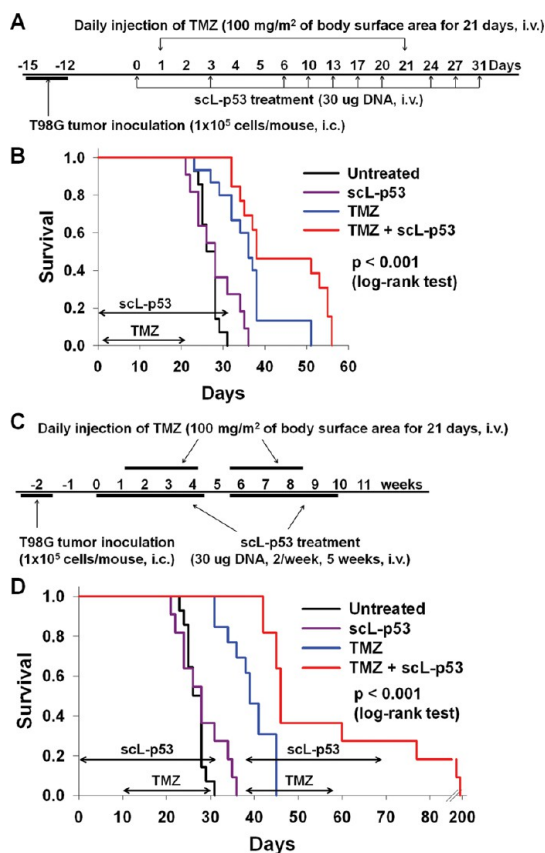 A
Daily injection of TMZ (100 mg/m² of body surface area for 21 days, i.v.)
-15 -12 0 1 3 4 5 6 10 13 17 20 21 24 27 31 Days
scL-p53 treatment (30 ug DNA, i.v.)
T98G tumor inoculation (1x10⁵ cells/mouse, i.c.)
B
Survival
1.0
0.8
0.6
0.4
0.2
0.0
Untreated
scL-p53
TMZ
TMZ + scL-p53
p < 0.001
(log-rank test)
scL-p53
TMZ
0 10 20 30 40 50 60
Days
C
Daily injection of TMZ (100 mg/m² of body surface area for 21 days, i.v.)
-2 -1 0 1 2 3 4 5 6 7 8 9 10 11 weeks
T98G tumor inoculation
(1x10⁵ cells/mouse, i.c.)
scL-p53 treatment
(30 ug DNA, 2/week, 5 weeks, i.v.)
D
Survival
1.0
0.8
0.6
0.4
0.2
0.0
Untreated
scL-p53
TMZ
TMZ + scL-p53
p < 0.001
(log-rank test)
scL-p53 scL-p53
TMZ TMZ
0 10 20 30 40 50 60 70 80 200
Days